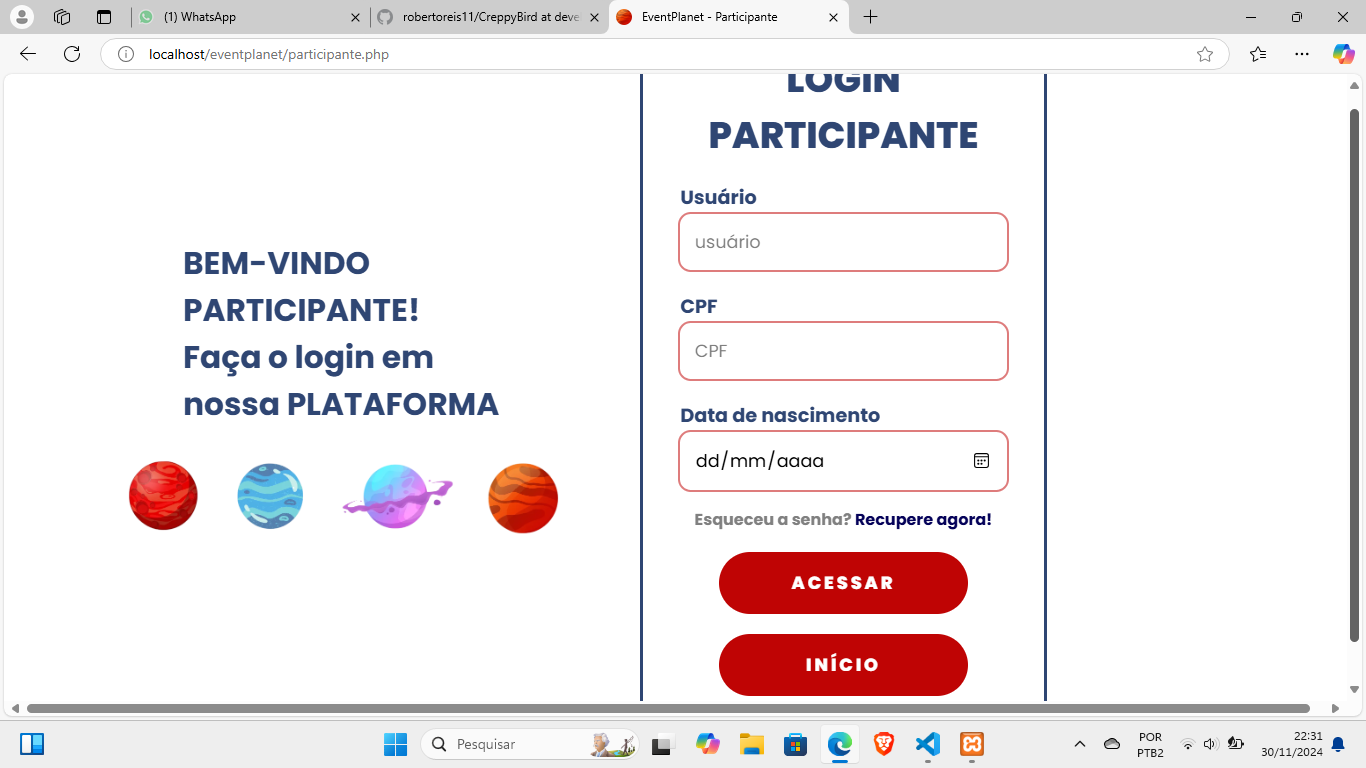 (1) WhatsApp
robertoreis11/CreppyBird at deve
EventPlanet - Participante
localhost/eventplanet/participante.php
LOGIN
PARTICIPANTE
BEM-VINDO
PARTICIPANTE!
Faça o login em
nossa PLATAFORMA
Usuário
usuário
CPF
CPF
Data de nascimento
dd/mm/aaaa
Esqueceu a senha? Recupere agora!
ACESSAR
INÍCIO
Pesquisar
POR
PTB2
22:31
30/11/2024